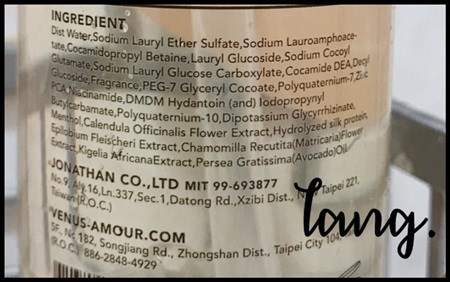 INGREDIENT
Dist Water,Sodium Lauryl Ether Sulfate,Sodium Lauroamphoace-
tate,Cocamidopropyl Betaine,Lauryl Glucoside,Sodium Cocoyl
Glutamate,Sodium Lauryl Glucose Carboxylate,Cocamide DEA,Decyl
Glucoside,Fragrance,PEG-7 Glyceryl Cocoate,Polyquaternium-7,Zinc
PCA,Niacinamide,DMDM Hydantoin (and) Iodopropynyl
Butylcarbamate,Polyquaternium-10,Dipotassium Glycyrrhizinate,
Menthol,Calendula Officinalis Flower Extract,Hydrolyzed silk protein,
Epilobium Fleischeri Extract,Chamomilla Recutita(Matricaria)Flower
Extract,Kigelia AfricanaExtract,Persea Gratissima(Avocado)Oil
JONATHAN CO.,LTD MIT 99-693877
No.9, Aly.16,Ln.337,Sec.1,Datong Rd.,Xizbi Dist., Taipei 221,
Taiwan(R.O.C.)
VENUS-AMOUR.COM
5F, No. 182, Songjiang Rd., Zhongshan Dist., Taipei City 104,
(R.O.C.) 886-2848-4929
lang.